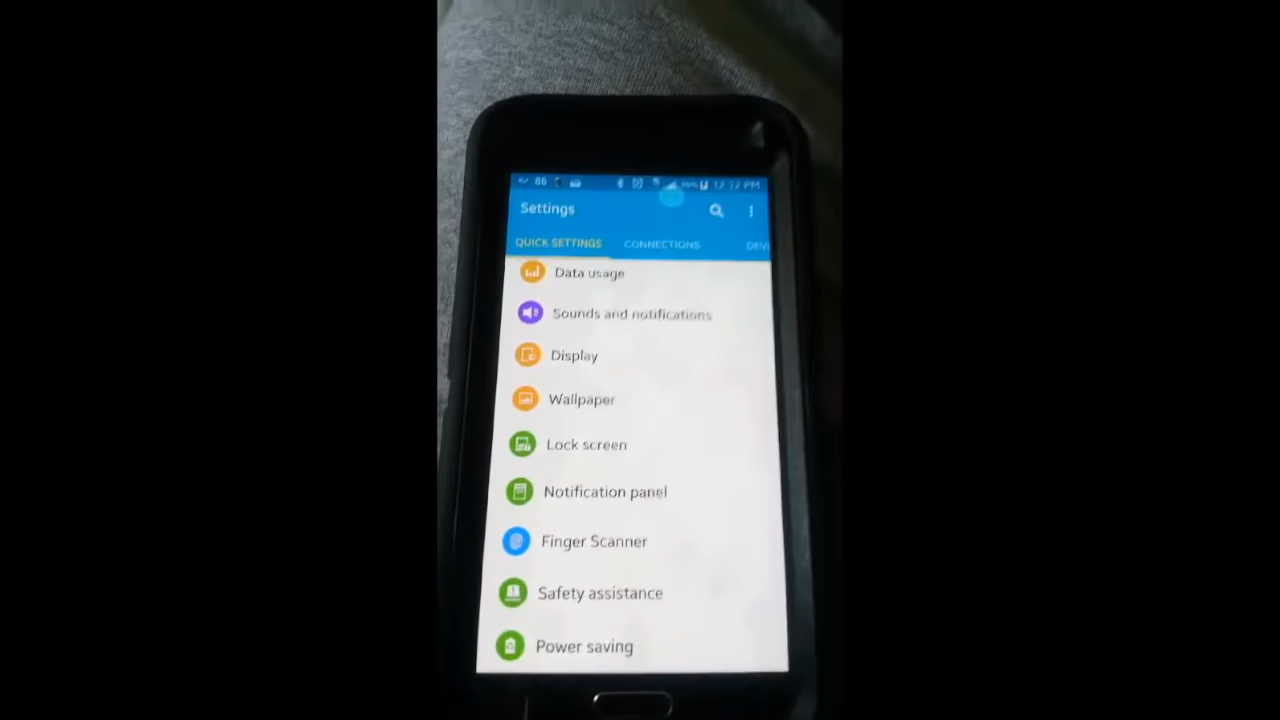 86 12:12 PM
Settings
QUICK SETTINGS CONNECTIONS DEVI
Data usage
Sounds and notifications
Display
Wallpaper
Lock screen
Notification panel
Finger Scanner
Safety assistance
Power saving